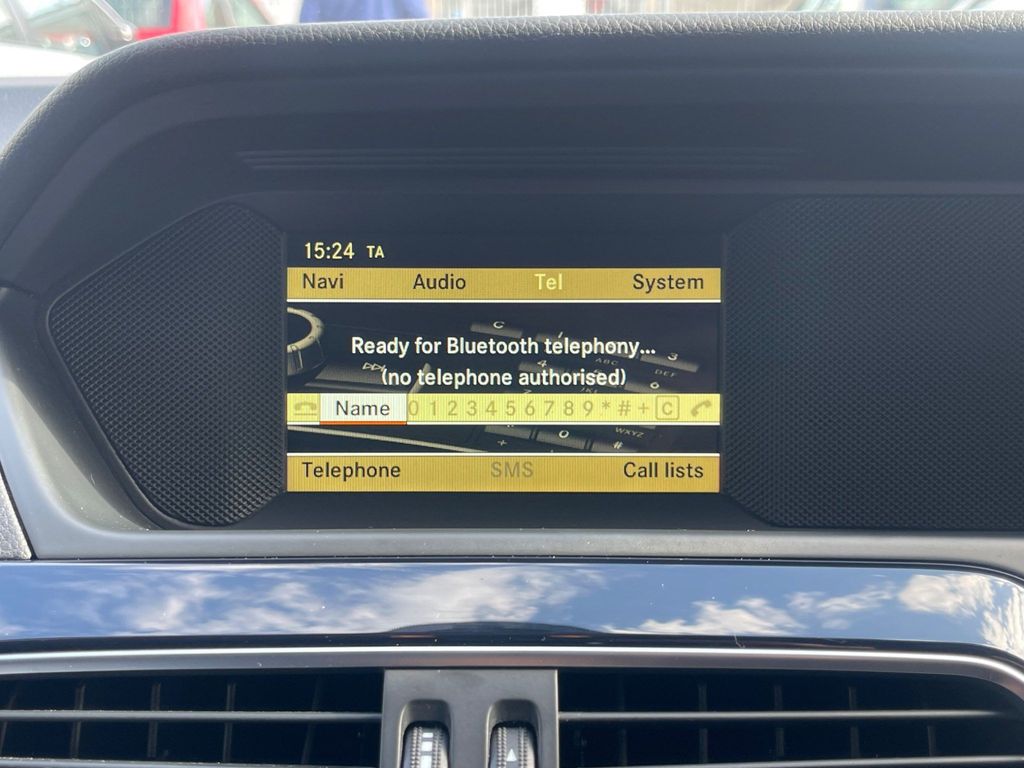 15:24 TA
Navi Audio Tel System
Ready for Bluetooth telephony...
(no telephone authorised)
Name 0 1 2 3 4 5 6 7 8 9 * # + C
Telephone SMS Call lists